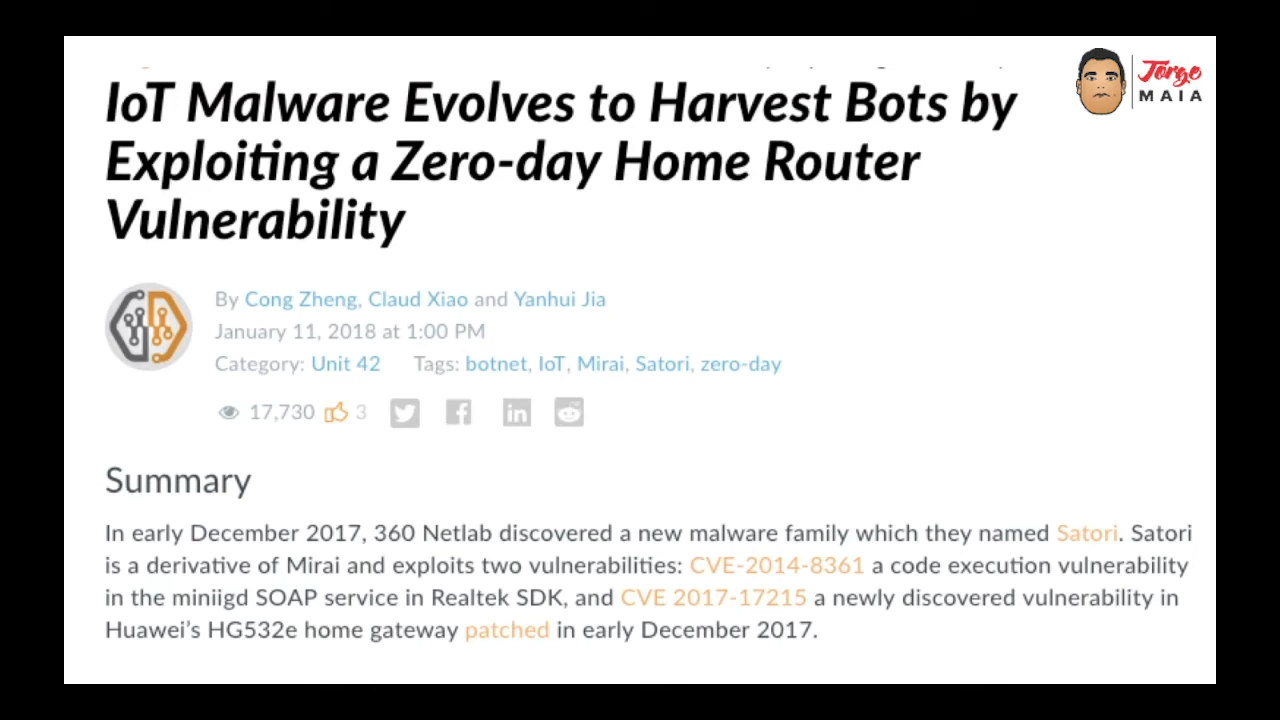 Jorge
MAIA
IoT Malware Evolves to Harvest Bots by
Exploiting a Zero-day Home Router
Vulnerability
By Cong Zheng, Claud Xiao and Yanhui Jia
January 11, 2018 at 1:00 PM
Category: Unit 42 Tags: botnet, IoT, Mirai, Satori, zero-day
17,730 3
Summary
In early December 2017, 360 Netlab discovered a new malware family which they named Satori. Satori
is a derivative of Mirai and exploits two vulnerabilities: CVE-2014-8361 a code execution vulnerability
in the miniigd SOAP service in Realtek SDK, and CVE 2017-17215 a newly discovered vulnerability in
Huawei’s HG532e home gateway patched in early December 2017.